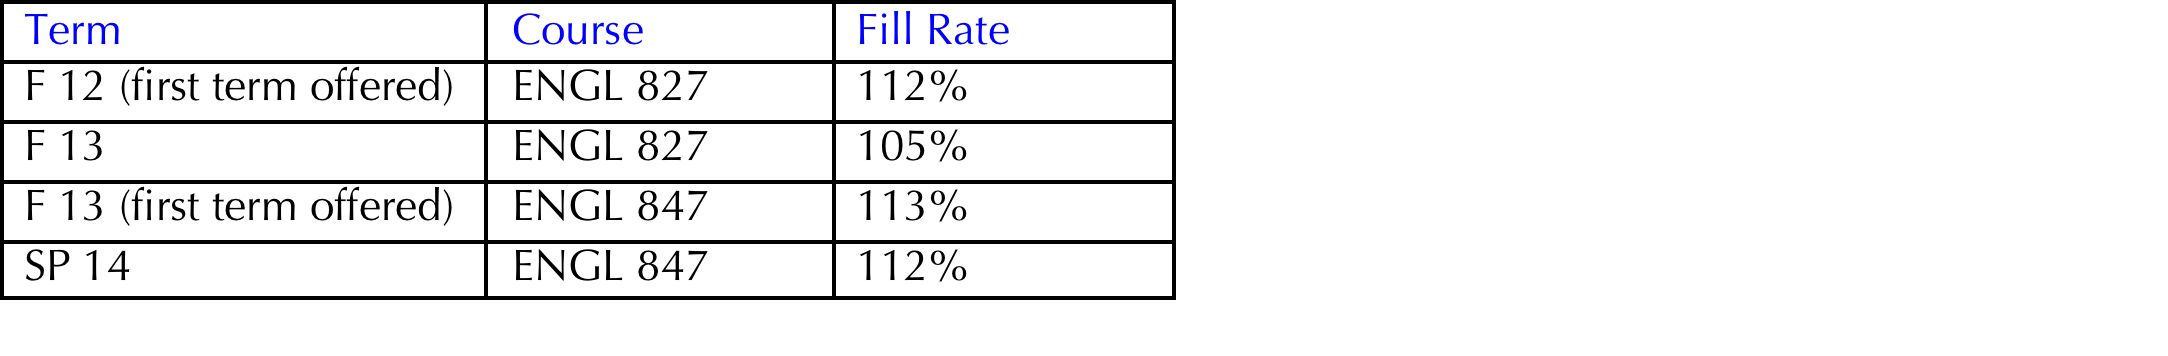 Term Course Fill Rate
F 12 (first term offered) ENGL 827 112%
F 13 ENGL 827 105%
F 13 (first term offered) ENGL 847 113%
SP 14 ENGL 847 112%